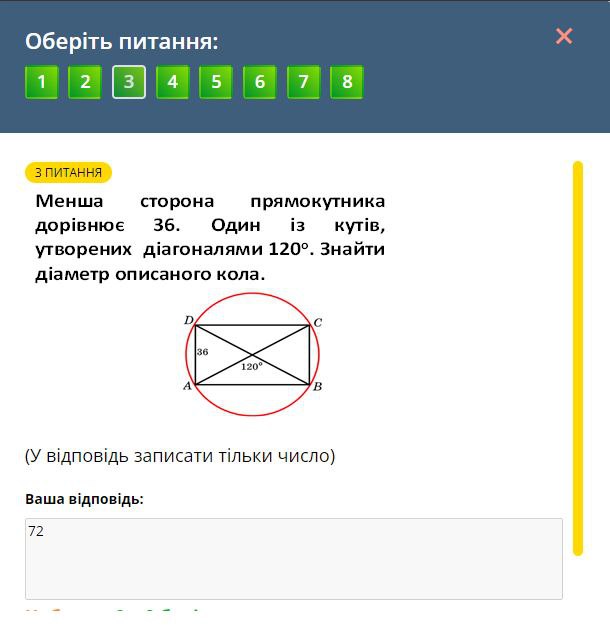 Оберіть питання:
1 2 3 4 5 6 7 8
3 ПИТАННЯ
Менша сторона прямокутника
дорівнює 36. Один із кутів,
утворених діагоналями 120°. Знайти
діаметр описаного кола.
D C
36
120°
A B
(У відповідь записати тільки число)
Ваша відповідь:
72